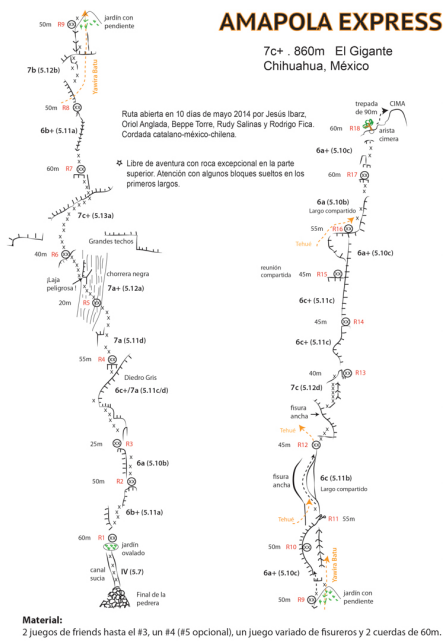 AMAPOLA EXPRESS
7c+ . 860m   El Gigante
Chihuahua, México
Ruta abierta en 10 días de mayo 2014 por Jesús Ibarz,
Oriol Anglada, Beppe Torre, Rudy Salinas y Rodrigo Fica.
Cordada catalano-méxico-chilena.
Libre de aventura con roca excepcional en la parte
superior. Atención con algunos bloques sueltos en los
primeros largos.
50m R9
jardín con
pendiente
Yawira Batú
7b (5.12b)
50m R8
6b+ (5.11a)
60m R7
7c+ (5.13a)
Grandes techos
40m R6
¡Laja
peligrosa !
chorrera negra
7a+ (5.12a)
20m R5
7a (5.11d)
55m R4
Diedro Gris
6c+/7a (5.11c/d)
25m R3
6a (5.10b)
50m R2
6b+ (5.11a)
60m R1
jardín
ovalado
canal
sucia
IV (5.7)
Final de la
pedrera
trepada
de 90m
CIMA
60m R18
arista
cimera
6a+ (5.10c)
60m R17
6a (5.10b)
Largo compartido
55m R16
Tehué
6a+ (5.10c)
reunión
compartida
45m R15
6c+ (5.11c)
45m R14
6c+ (5.11c)
40m R13
7c (5.12d)
fisura
ancha
Tehué
45m R12
fisura
ancha
6c (5.11b)
Largo compartido
Tehué
R11 55m
50m R10
Yawira Batú
6a+ (5.10c)
50m R9
jardín con
pendiente
Material:
2 juegos de friends hasta el #3, un #4 (#5 opcional), un juego variado de fisureros y 2 cuerdas de 60m.